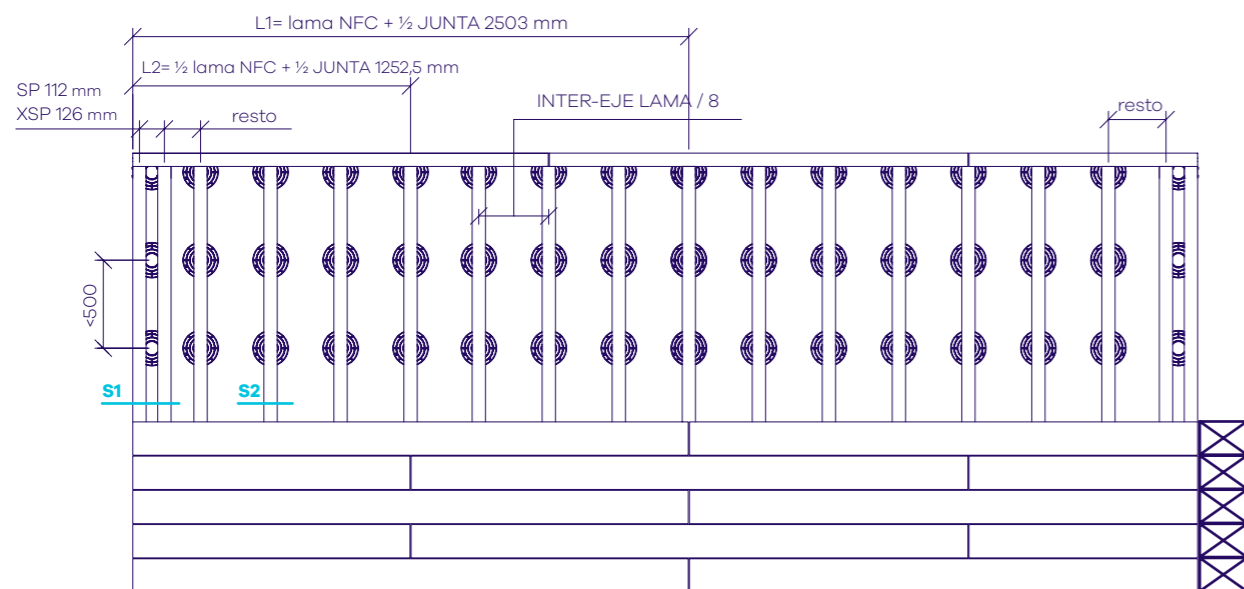 L1= lama NFC + ½ JUNTA 2503 mm
L2= ½ lama NFC + ½ JUNTA 1252,5 mm
SP 112 mm
XSP 126 mm
resto
INTER-EJE LAMA / 8
resto
<500
S1
S2